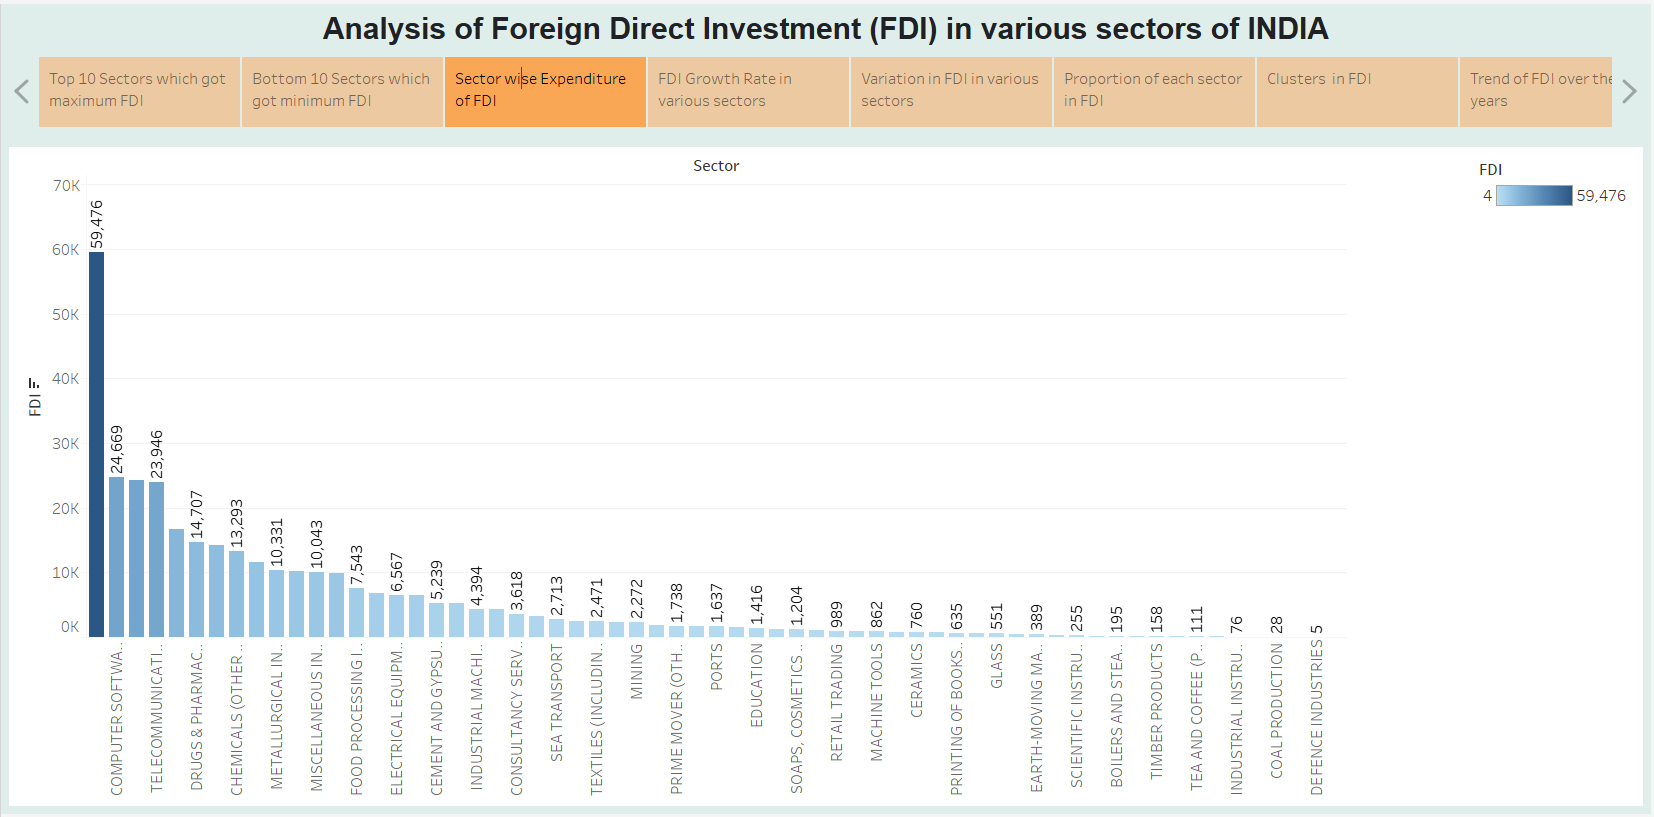 Analysis of Foreign Direct Investment (FDI) in various sectors of INDIA
Top 10 Sectors which got
maximum FDI
Bottom 10 Sectors which
got minimum FDI
Sector wise Expenditure
of FDI
FDI Growth Rate in
various sectors
Variation in FDI in various
sectors
Proportion of each sector
in FDI
Clusters in FDI
Trend of FDI over the
years
Sector
FDI
4
59,476
70K
60K
50K
40K
30K
20K
10K
0K
FDI
59,476
24,669
23,946
14,707
13,293
10,331
10,043
7,543
6,567
5,239
4,394
3,618
2,713
2,471
2,272
1,738
1,637
1,416
1,204
989
862
760
635
551
389
255
195
158
111
76
28
5
COMPUTER SOFTWA..
TELECOMMUNICATI..
DRUGS & PHARMAC..
CHEMICALS (OTHER ..
METALLURGICAL IN..
MISCELLANEOUS IN..
FOOD PROCESSING I..
ELECTRICAL EQUIPM..
CEMENT AND GYPSU..
INDUSTRIAL MACHI..
CONSULTANCY SERV..
SEA TRANSPORT
TEXTILES (INCLUDIN..
MINING
PRIME MOVER (OTH..
PORTS
EDUCATION
SOAPS, COSMETICS ..
RETAIL TRADING
MACHINE TOOLS
CERAMICS
PRINTING OF BOOKS..
GLASS
EARTH-MOVING MA..
SCIENTIFIC INSTRU..
BOILERS AND STEA..
TIMBER PRODUCTS
TEA AND COFFEE (P..
INDUSTRIAL INSTRU..
COAL PRODUCTION
DEFENCE INDUSTRIES